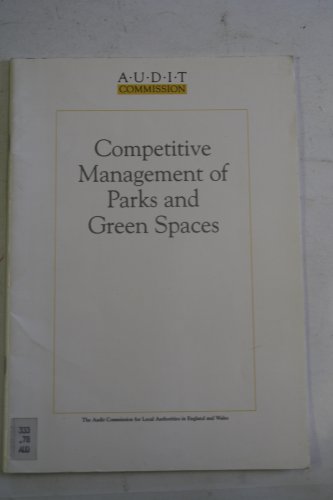 A·U·D·I·T
COMMISSION
Competitive
Management of
Parks and
Green Spaces
The Audit Commission for Local Authorities in England and Wales
333
.78
AUD